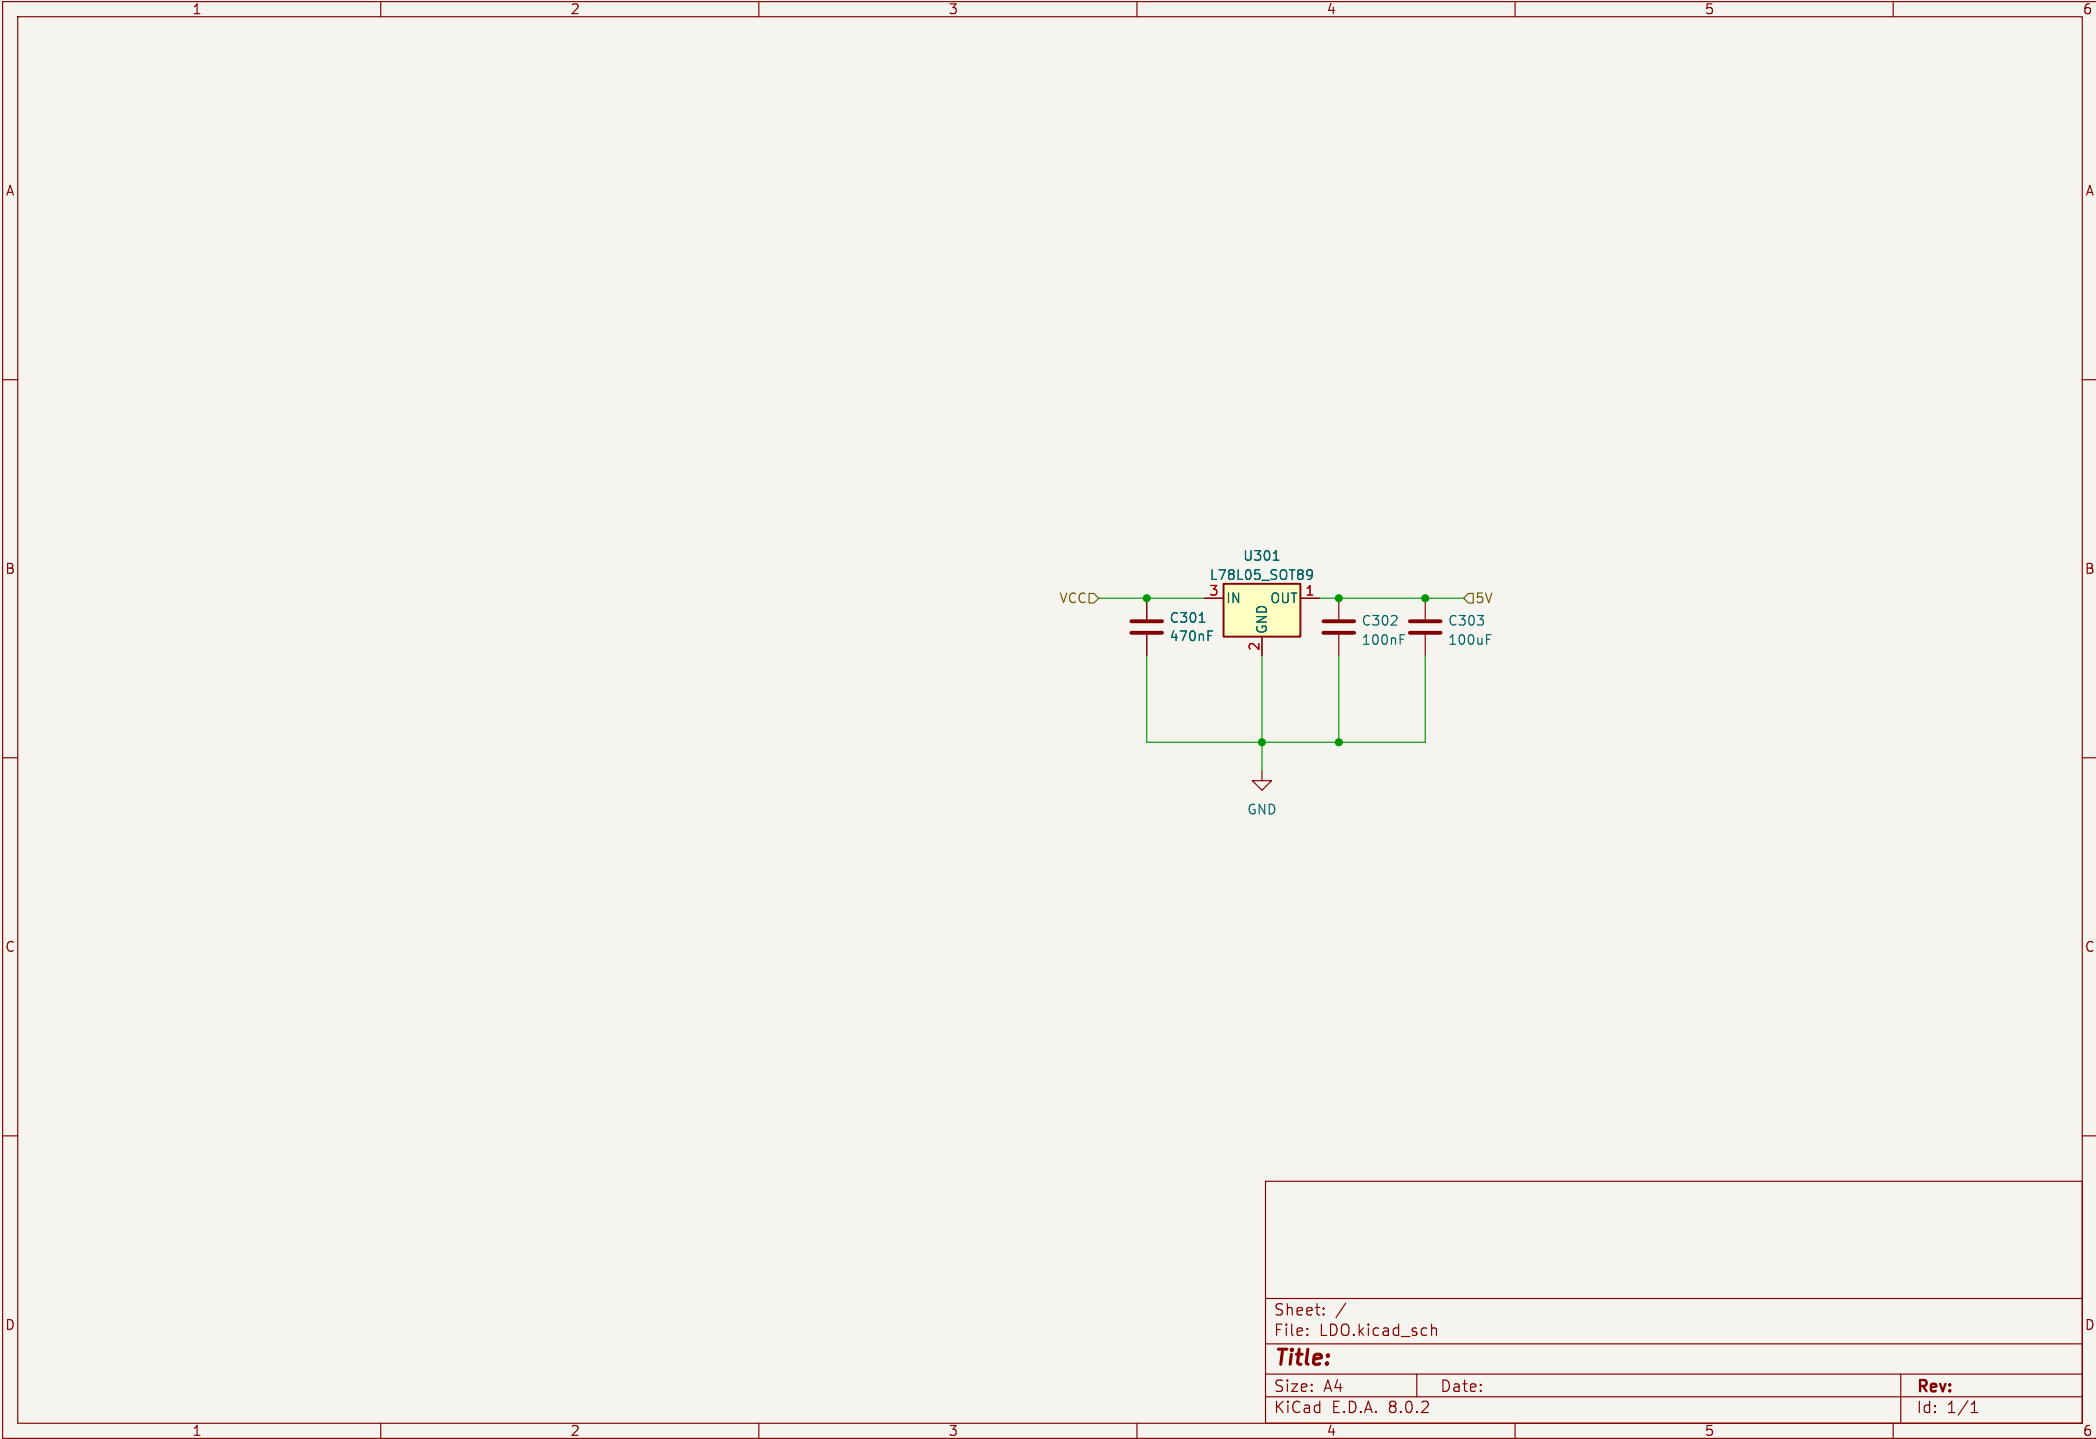 1 2 3 4 5 6
A A
U301
B B
L78L05_SOT89
VCC 3 IN OUT 1 5V
GND
C301 C302 C303
470nF 100nF 100uF
2
GND
C C
Sheet: /
File: LDO.kicad_sch
D D
Title:
Size: A4 Date: Rev:
KiCad E.D.A. 8.0.2 Id: 1/1
1 2 3 4 5 6